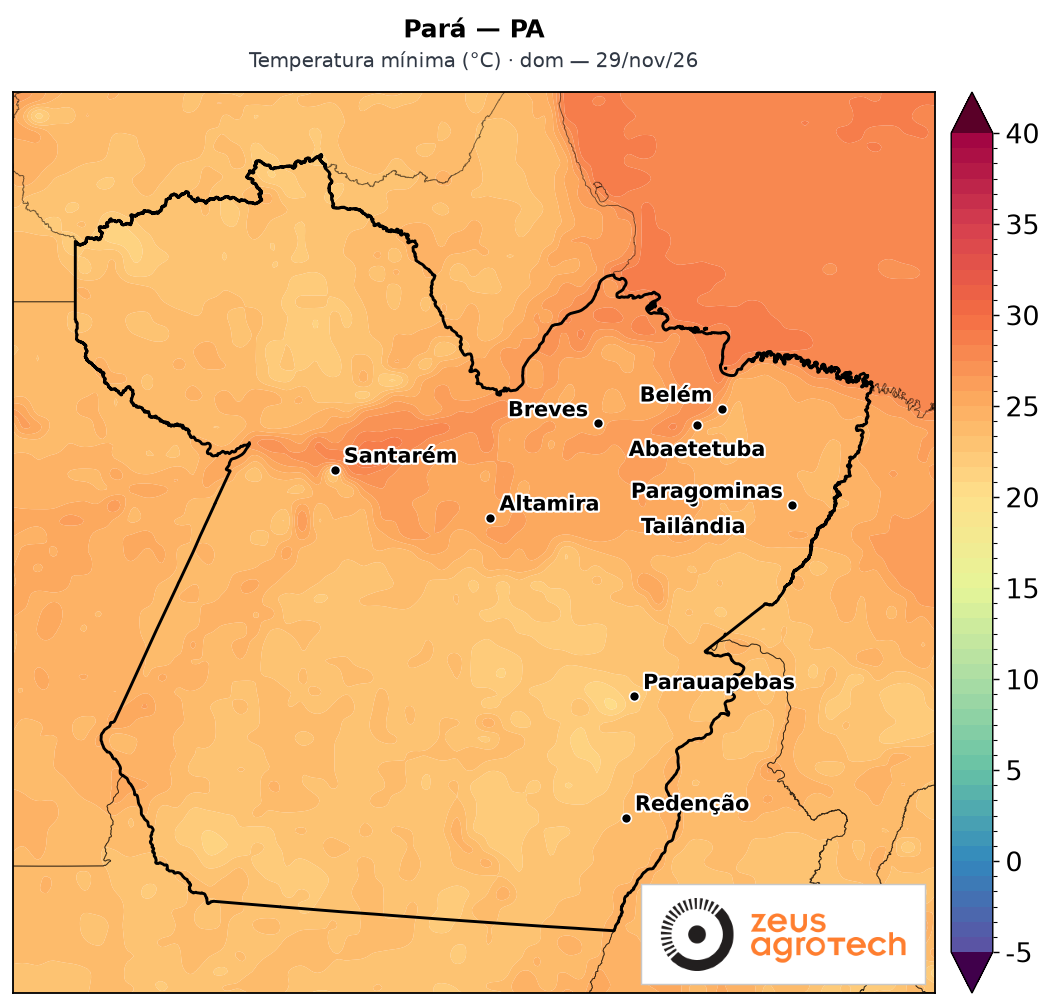 Pará — PA
Temperatura mínima (°C) · dom — 29/nov/26
40
35
30
25
20
15
10
5
0
-5
Belém
Breves
Abaetetuba
Santarém
Paragominas
Altamira
Tailândia
Parauapebas
Redenção
zeus
agrotech